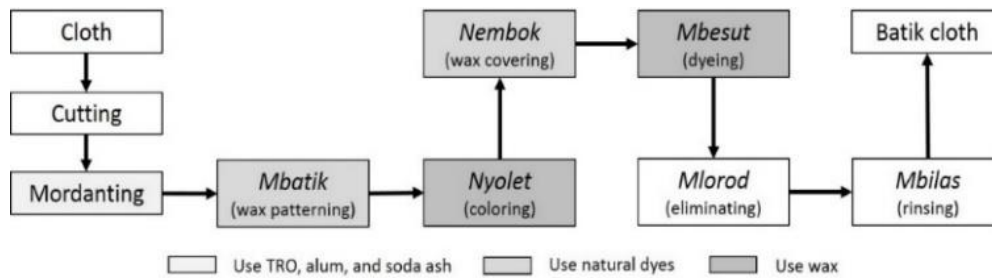 Cloth
Cutting
Mordanting
Mbatik
(wax patterning)
Nyolet
(coloring)
Nembok
(wax covering)
Mbesut
(dyeing)
Mlorod
(eliminating)
Mbilas
(rinsing)
Batik cloth
Use TRO, alum, and soda ash
Use natural dyes
Use wax